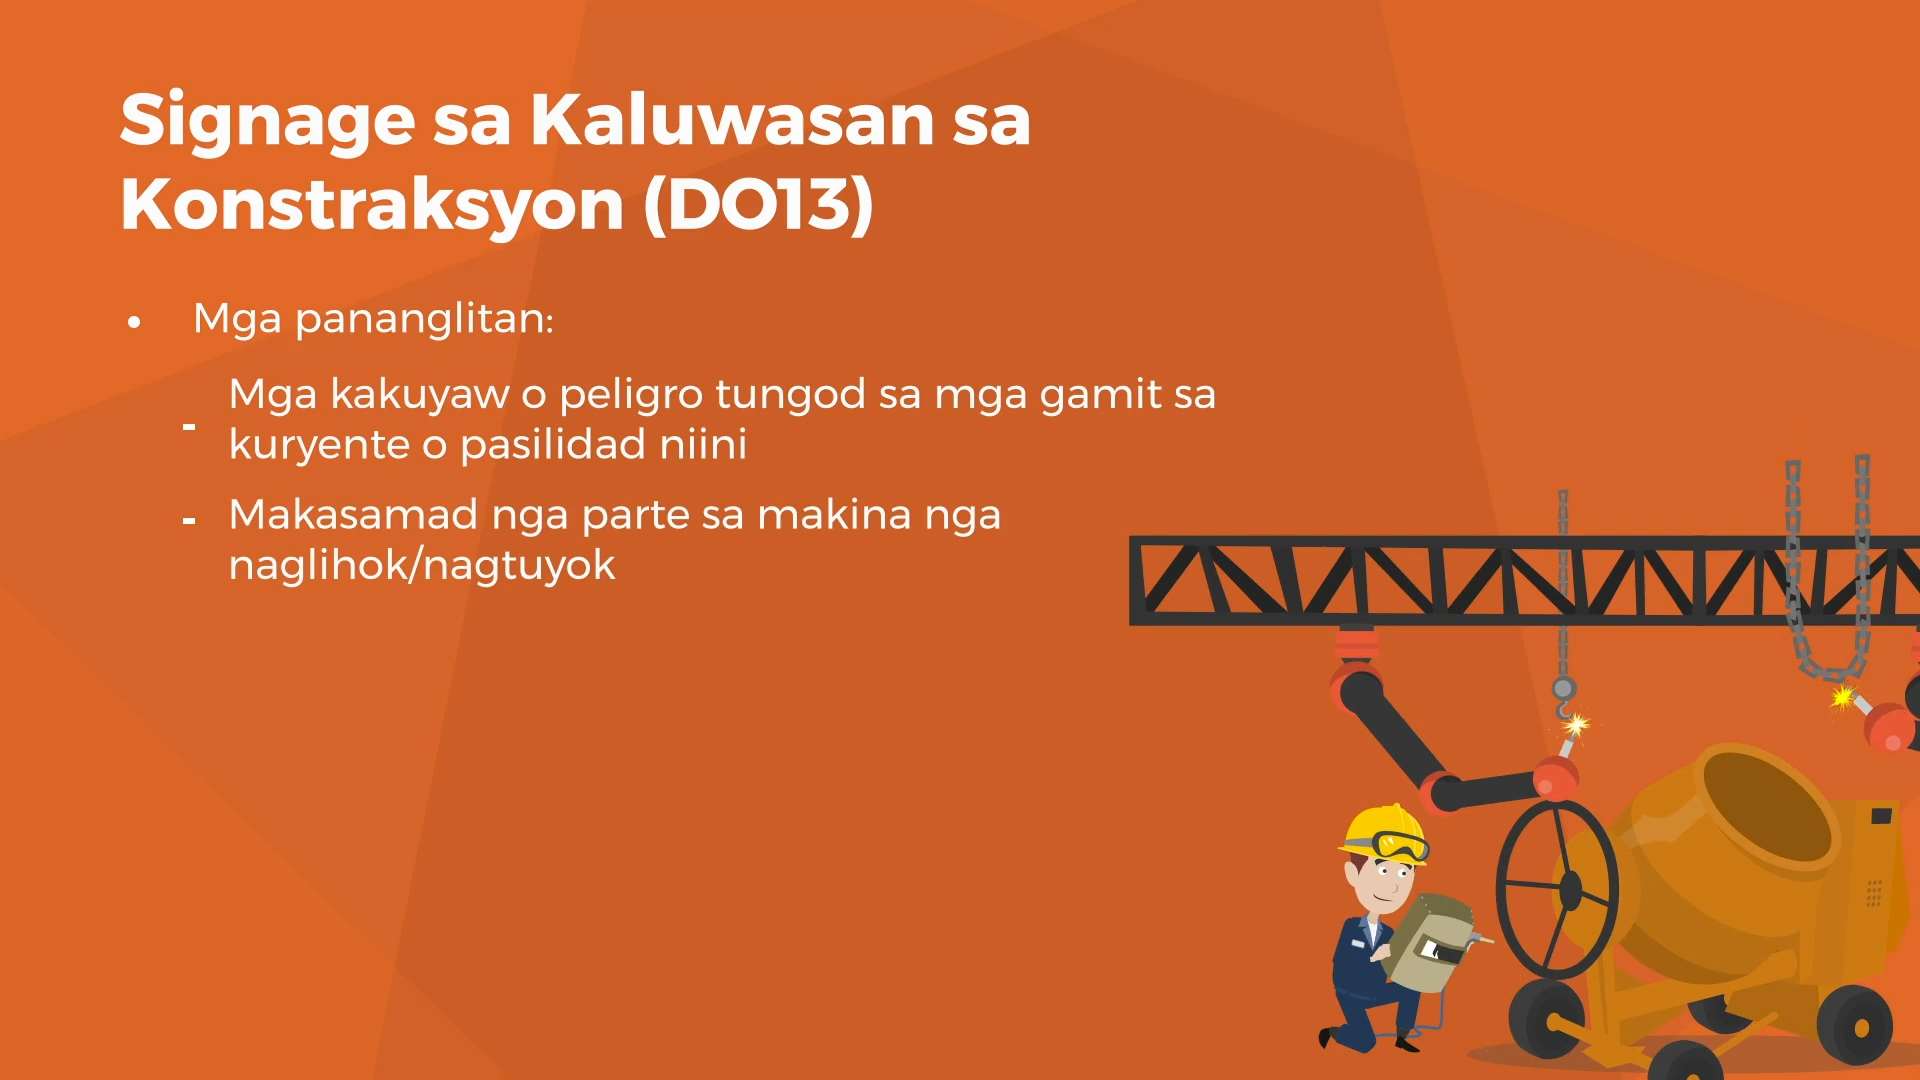 Signage sa Kaluwasan sa
Konstraksyon (DO13)
• Mga pananglitan:
- Mga kakuyaw o peligro tungod sa mga gamit sa
kuryente o pasilidad niini
- Makasamad nga parte sa makina nga
naglihok/nagtuyok